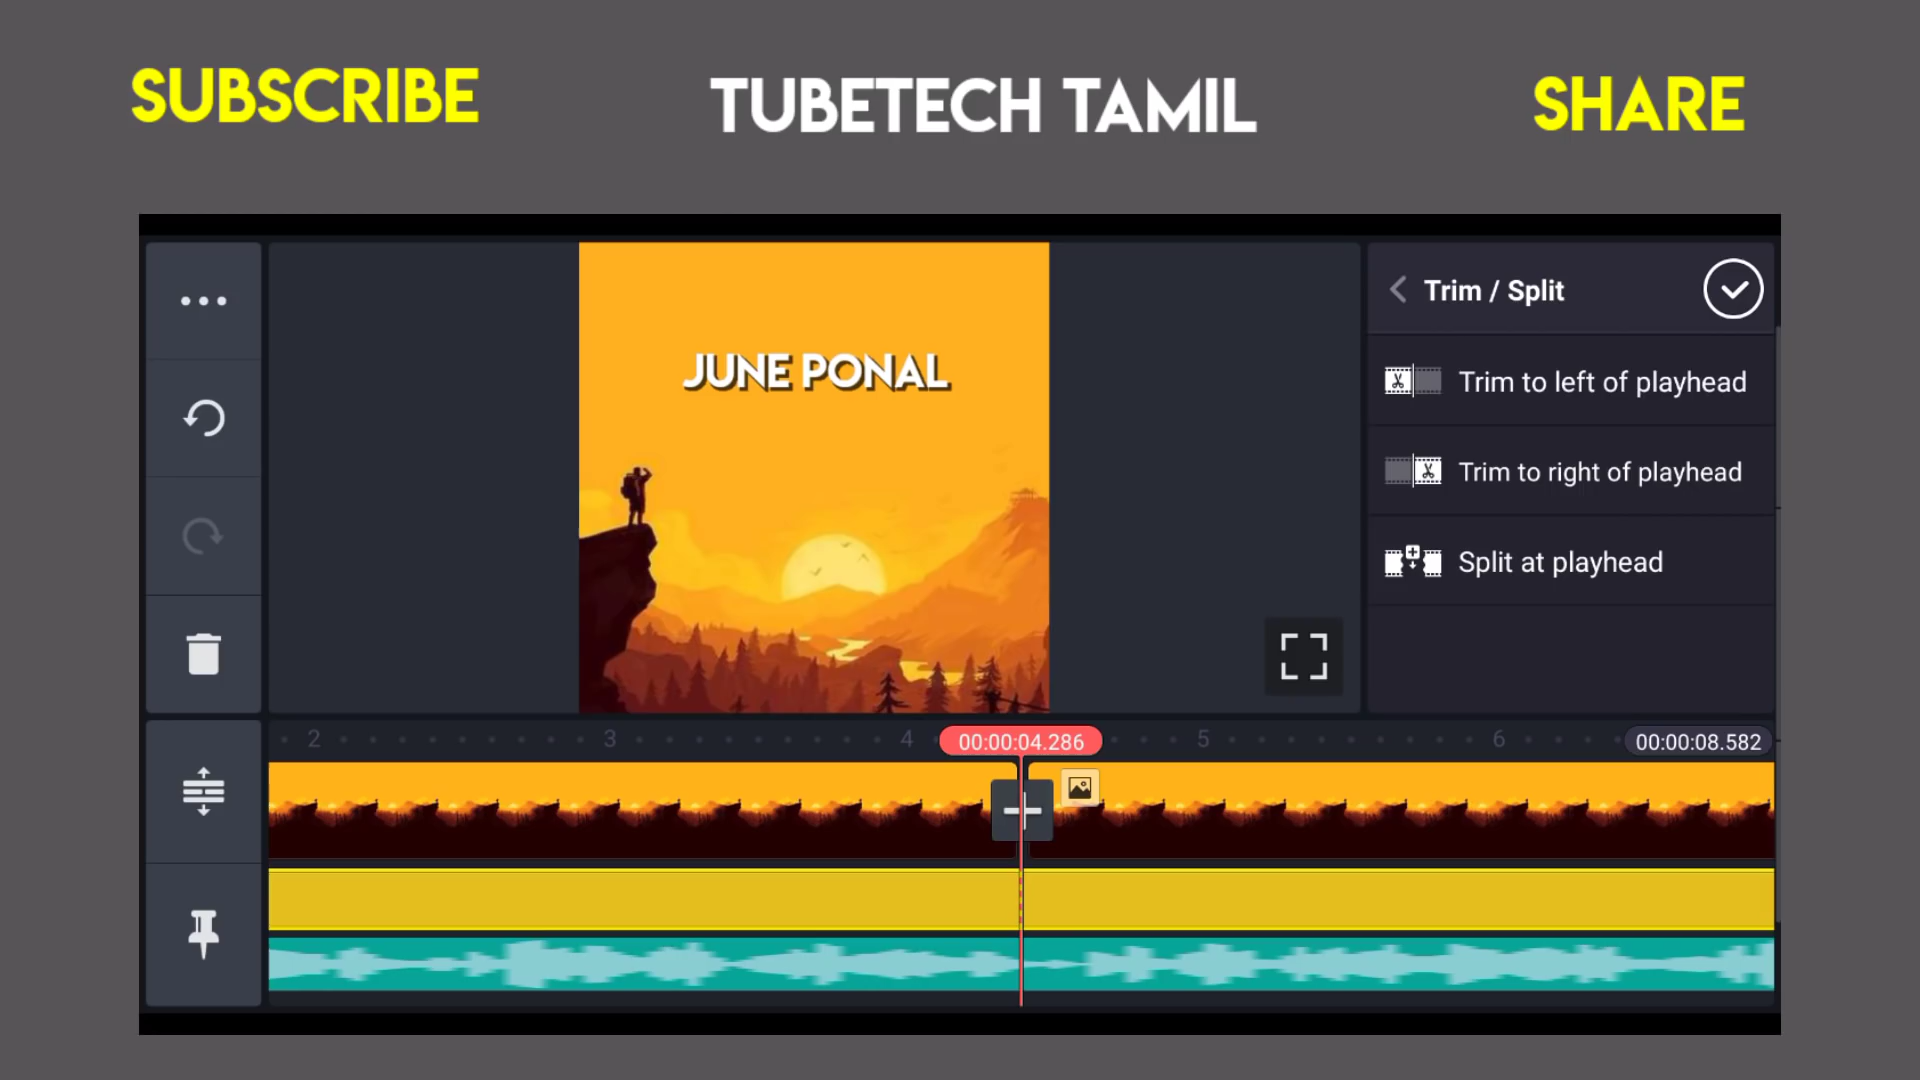 SUBSCRIBE
TUBETECH TAMIL
SHARE
Trim / Split
JUNE PONAL
Trim to left of playhead
Trim to right of playhead
Split at playhead
2 3 4 00:00:04.286 5 6 00:00:08.582